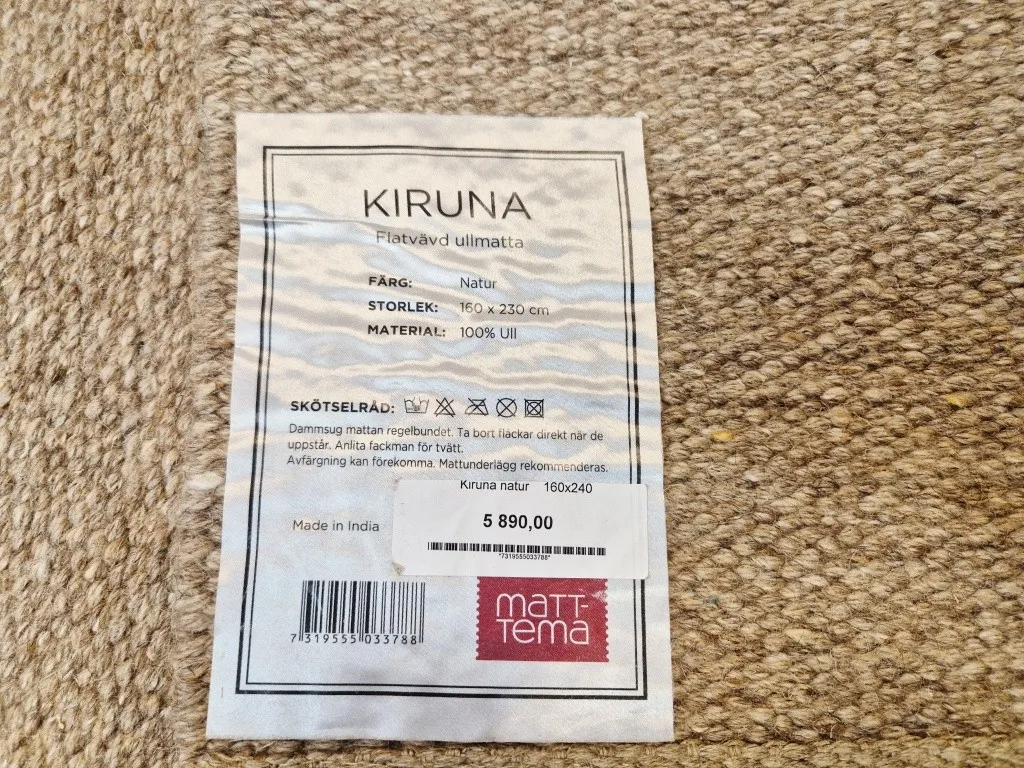 KIRUNA
Flatvävd ullmatta
FÄRG: Natur
STORLEK: 160 x 230 cm
MATERIAL: 100% Ull
SKÖTSELRÅD:
Dammsug mattan regelbundet. Ta bort fläckar direkt när de
uppstår. Anlita fackman för tvätt.
Avfärgning kan förekomma. Mattunderlägg rekommenderas.
Kiruna natur 160x240
5 890,00
*7319555033788*
Made in India
7 319555 033788
maTT-
Tema